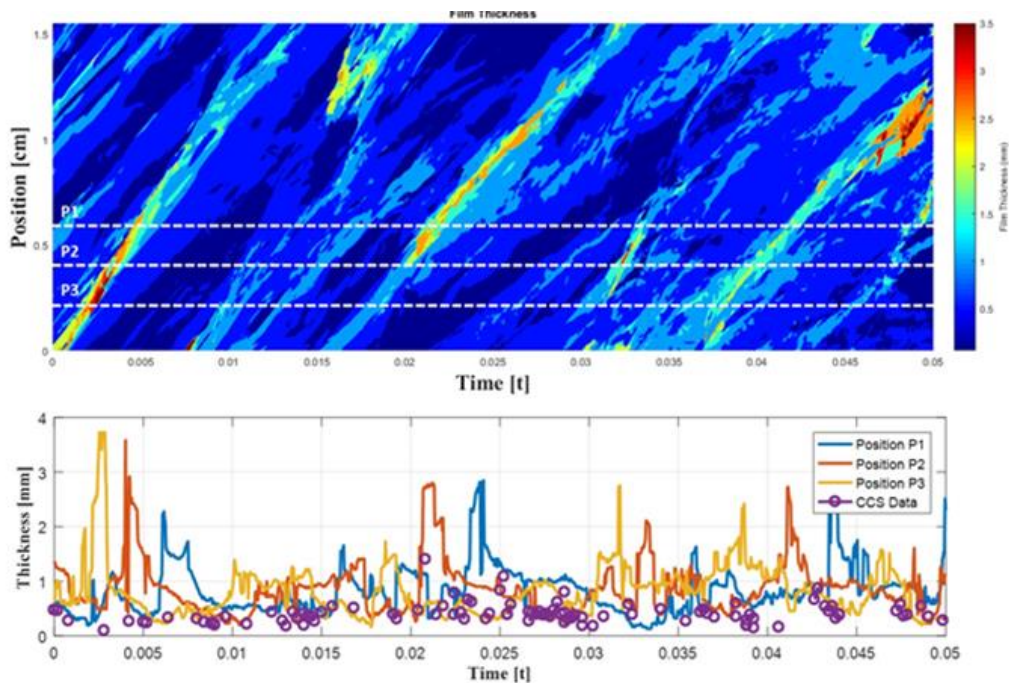 Film Thickness
1.5
1
0.5
0
Position [cm]
P1
P2
P3
0 0.005 0.01 0.015 0.02 0.025 0.03 0.035 0.04 0.045 0.05
Time [t]
3.5
3
2.5
2
1.5
1
0.5
Film Thickness (mm)
4
3
2
1
0
Thickness [mm]
Position P1
Position P2
Position P3
CCS Data
0 0.005 0.01 0.015 0.02 0.025 0.03 0.035 0.04 0.045 0.05
Time [t]